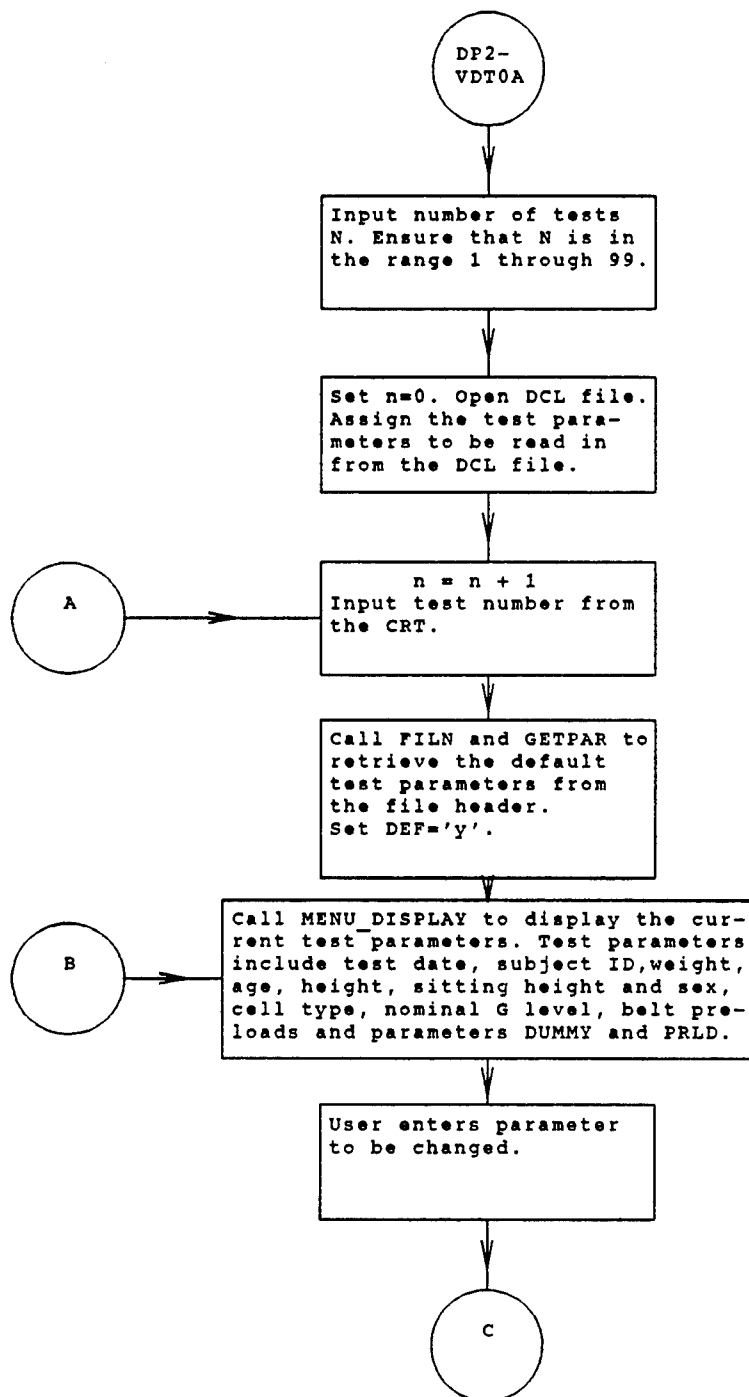 DP2-
VDT0A
Input number of tests
N. Ensure that N is in
the range 1 through 99.
Set n=0. Open DCL file.
Assign the test para-
meters to be read in
from the DCL file.
A
n = n + 1
Input test number from
the CRT.
Call FILN and GETPAR to
retrieve the default
test parameters from
the file header.
Set DEF='y'.
B
Call MENU_DISPLAY to display the cur-
rent test parameters. Test parameters
include test date, subject ID,weight,
age, height, sitting height and sex,
cell type, nominal G level, belt pre-
loads and parameters DUMMY and PRLD.
User enters parameter
to be changed.
C